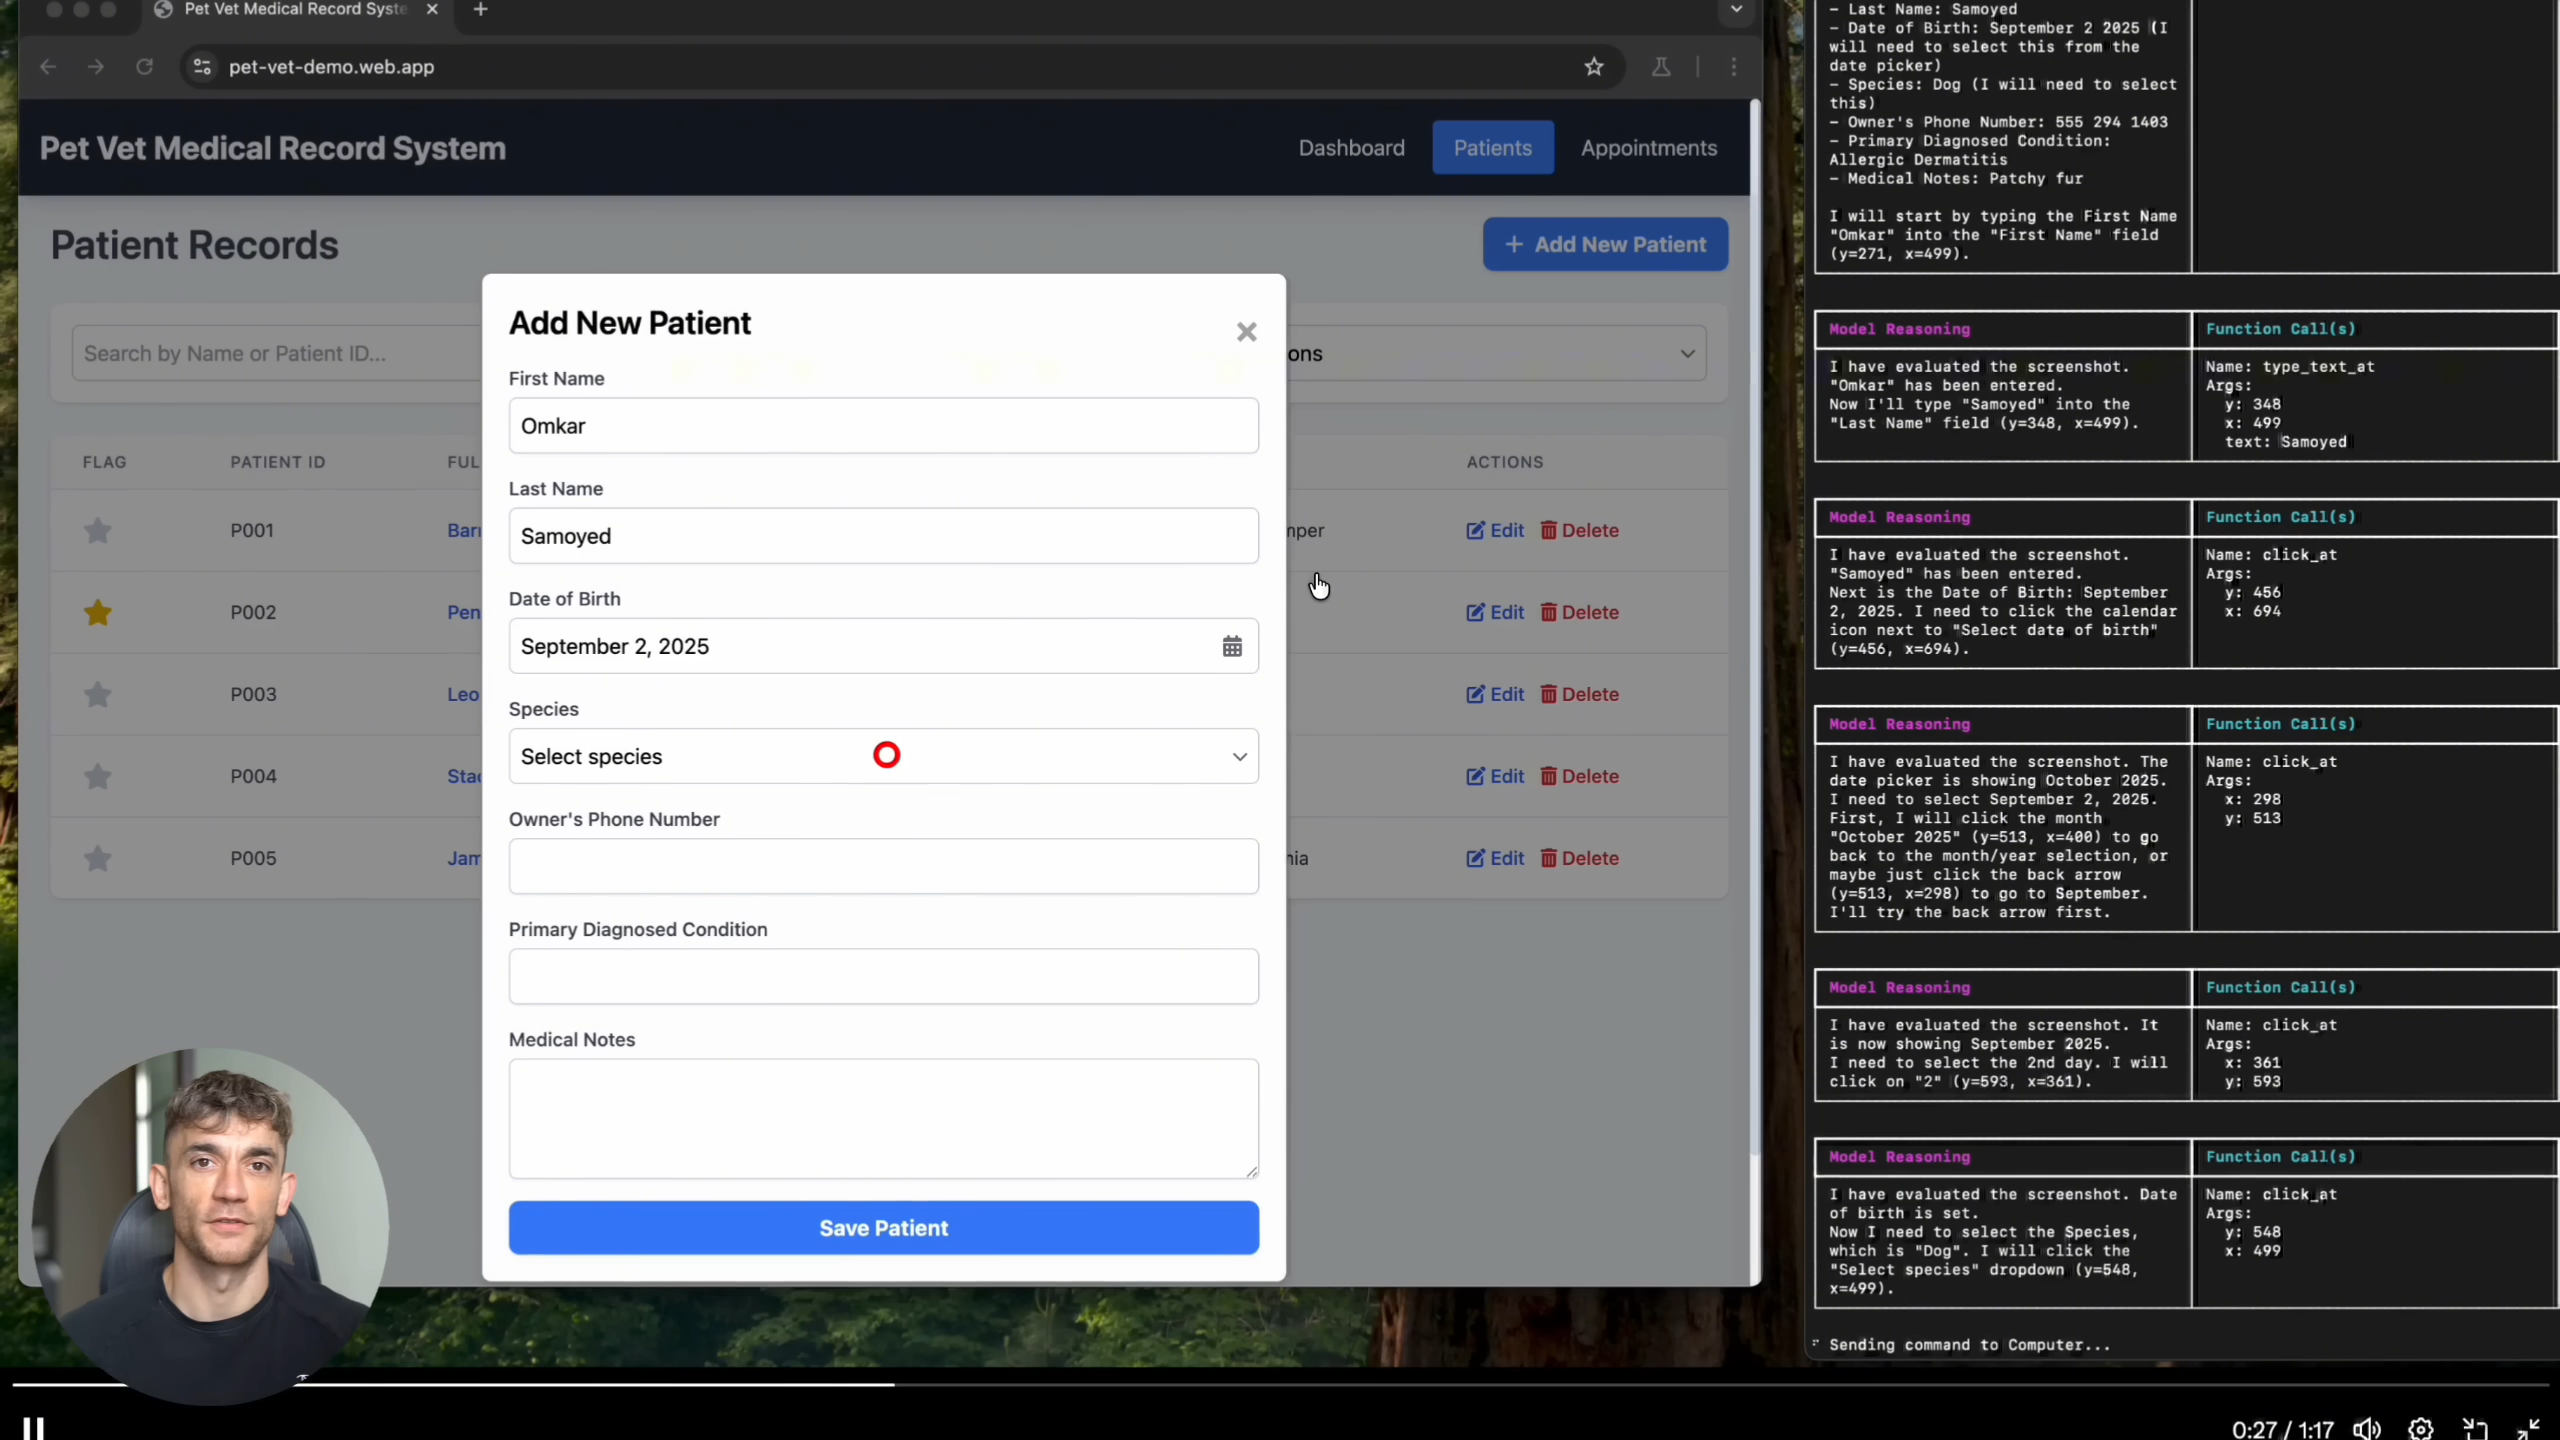 Pet Vet Medical Record Syste
pet-vet-demo.web.app
Pet Vet Medical Record System
Dashboard
Patients
Appointments
Patient Records
+ Add New Patient
Search by Name or Patient ID...
ons
FLAG
PATIENT ID
FUL
ACTIONS
P001
Bar
mper
Edit
Delete
P002
Pen
Edit
Delete
P003
Leo
Edit
Delete
P004
Sta
Edit
Delete
P005
Jam
nia
Edit
Delete
Add New Patient
First Name
Omkar
Last Name
Samoyed
Date of Birth
September 2, 2025
Species
Select species
Owner's Phone Number
Primary Diagnosed Condition
Medical Notes
Save Patient
- Last Name: Samoyed
- Date of Birth: September 2 2025 (I
will need to select this from the
date picker)
- Species: Dog (I will need to select
this)
- Owner's Phone Number: 555 294 1403
- Primary Diagnosed Condition:
Allergic Dermatitis
- Medical Notes: Patchy fur
I will start by typing the First Name
"Omkar" into the "First Name" field
(y=271, x=499).
Model Reasoning
Function Call(s)
I have evaluated the screenshot.
"Omkar" has been entered.
Now I'll type "Samoyed" into the
"Last Name" field (y=348, x=499).
Name: type_text_at
Args:
y: 348
x: 499
text: Samoyed
Model Reasoning
Function Call(s)
I have evaluated the screenshot.
"Samoyed" has been entered.
Next is the Date of Birth: September
2, 2025. I need to click the calendar
icon next to "Select date of birth"
(y=456, x=694).
Name: click_at
Args:
y: 456
x: 694
Model Reasoning
Function Call(s)
I have evaluated the screenshot. The
date picker is showing October 2025.
I need to select September 2, 2025.
First, I will click the month
"October 2025" (y=513, x=400) to go
back to the month/year selection, or
maybe just click the back arrow
(y=513, x=298) to go to September.
I'll try the back arrow first.
Name: click_at
Args:
x: 298
y: 513
Model Reasoning
Function Call(s)
I have evaluated the screenshot. It
is now showing September 2025.
I need to select the 2nd day. I will
click on "2" (y=593, x=361).
Name: click_at
Args:
x: 361
y: 593
Model Reasoning
Function Call(s)
I have evaluated the screenshot. Date
of birth is set.
Now I need to select the Species,
which is "Dog". I will click the
"Select species" dropdown (y=548,
x=499).
Name: click_at
Args:
y: 548
x: 499
Sending command to Computer...
0:27 / 1:17